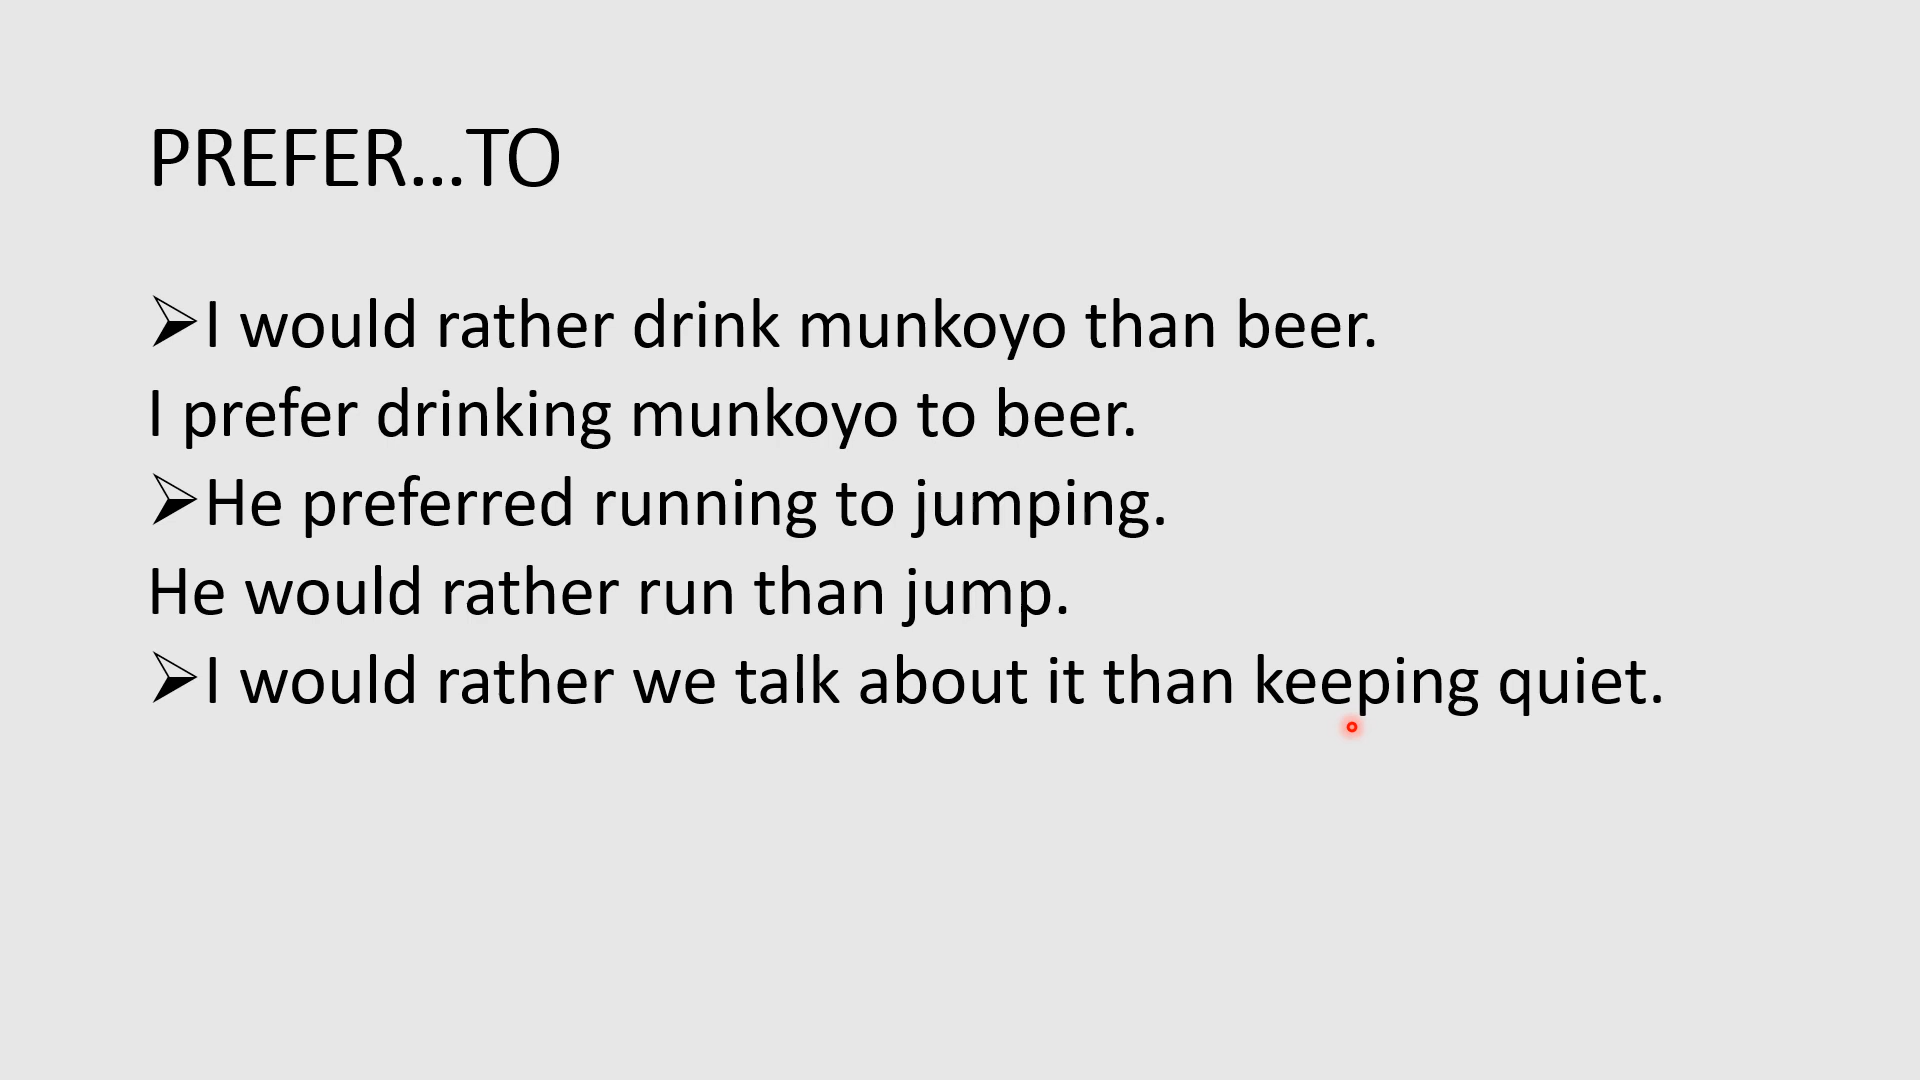 PREFER...TO
➢I would rather drink munkoyo than beer.
I prefer drinking munkoyo to beer.
➢He preferred running to jumping.
He would rather run than jump.
➢I would rather we talk about it than keeping quiet.